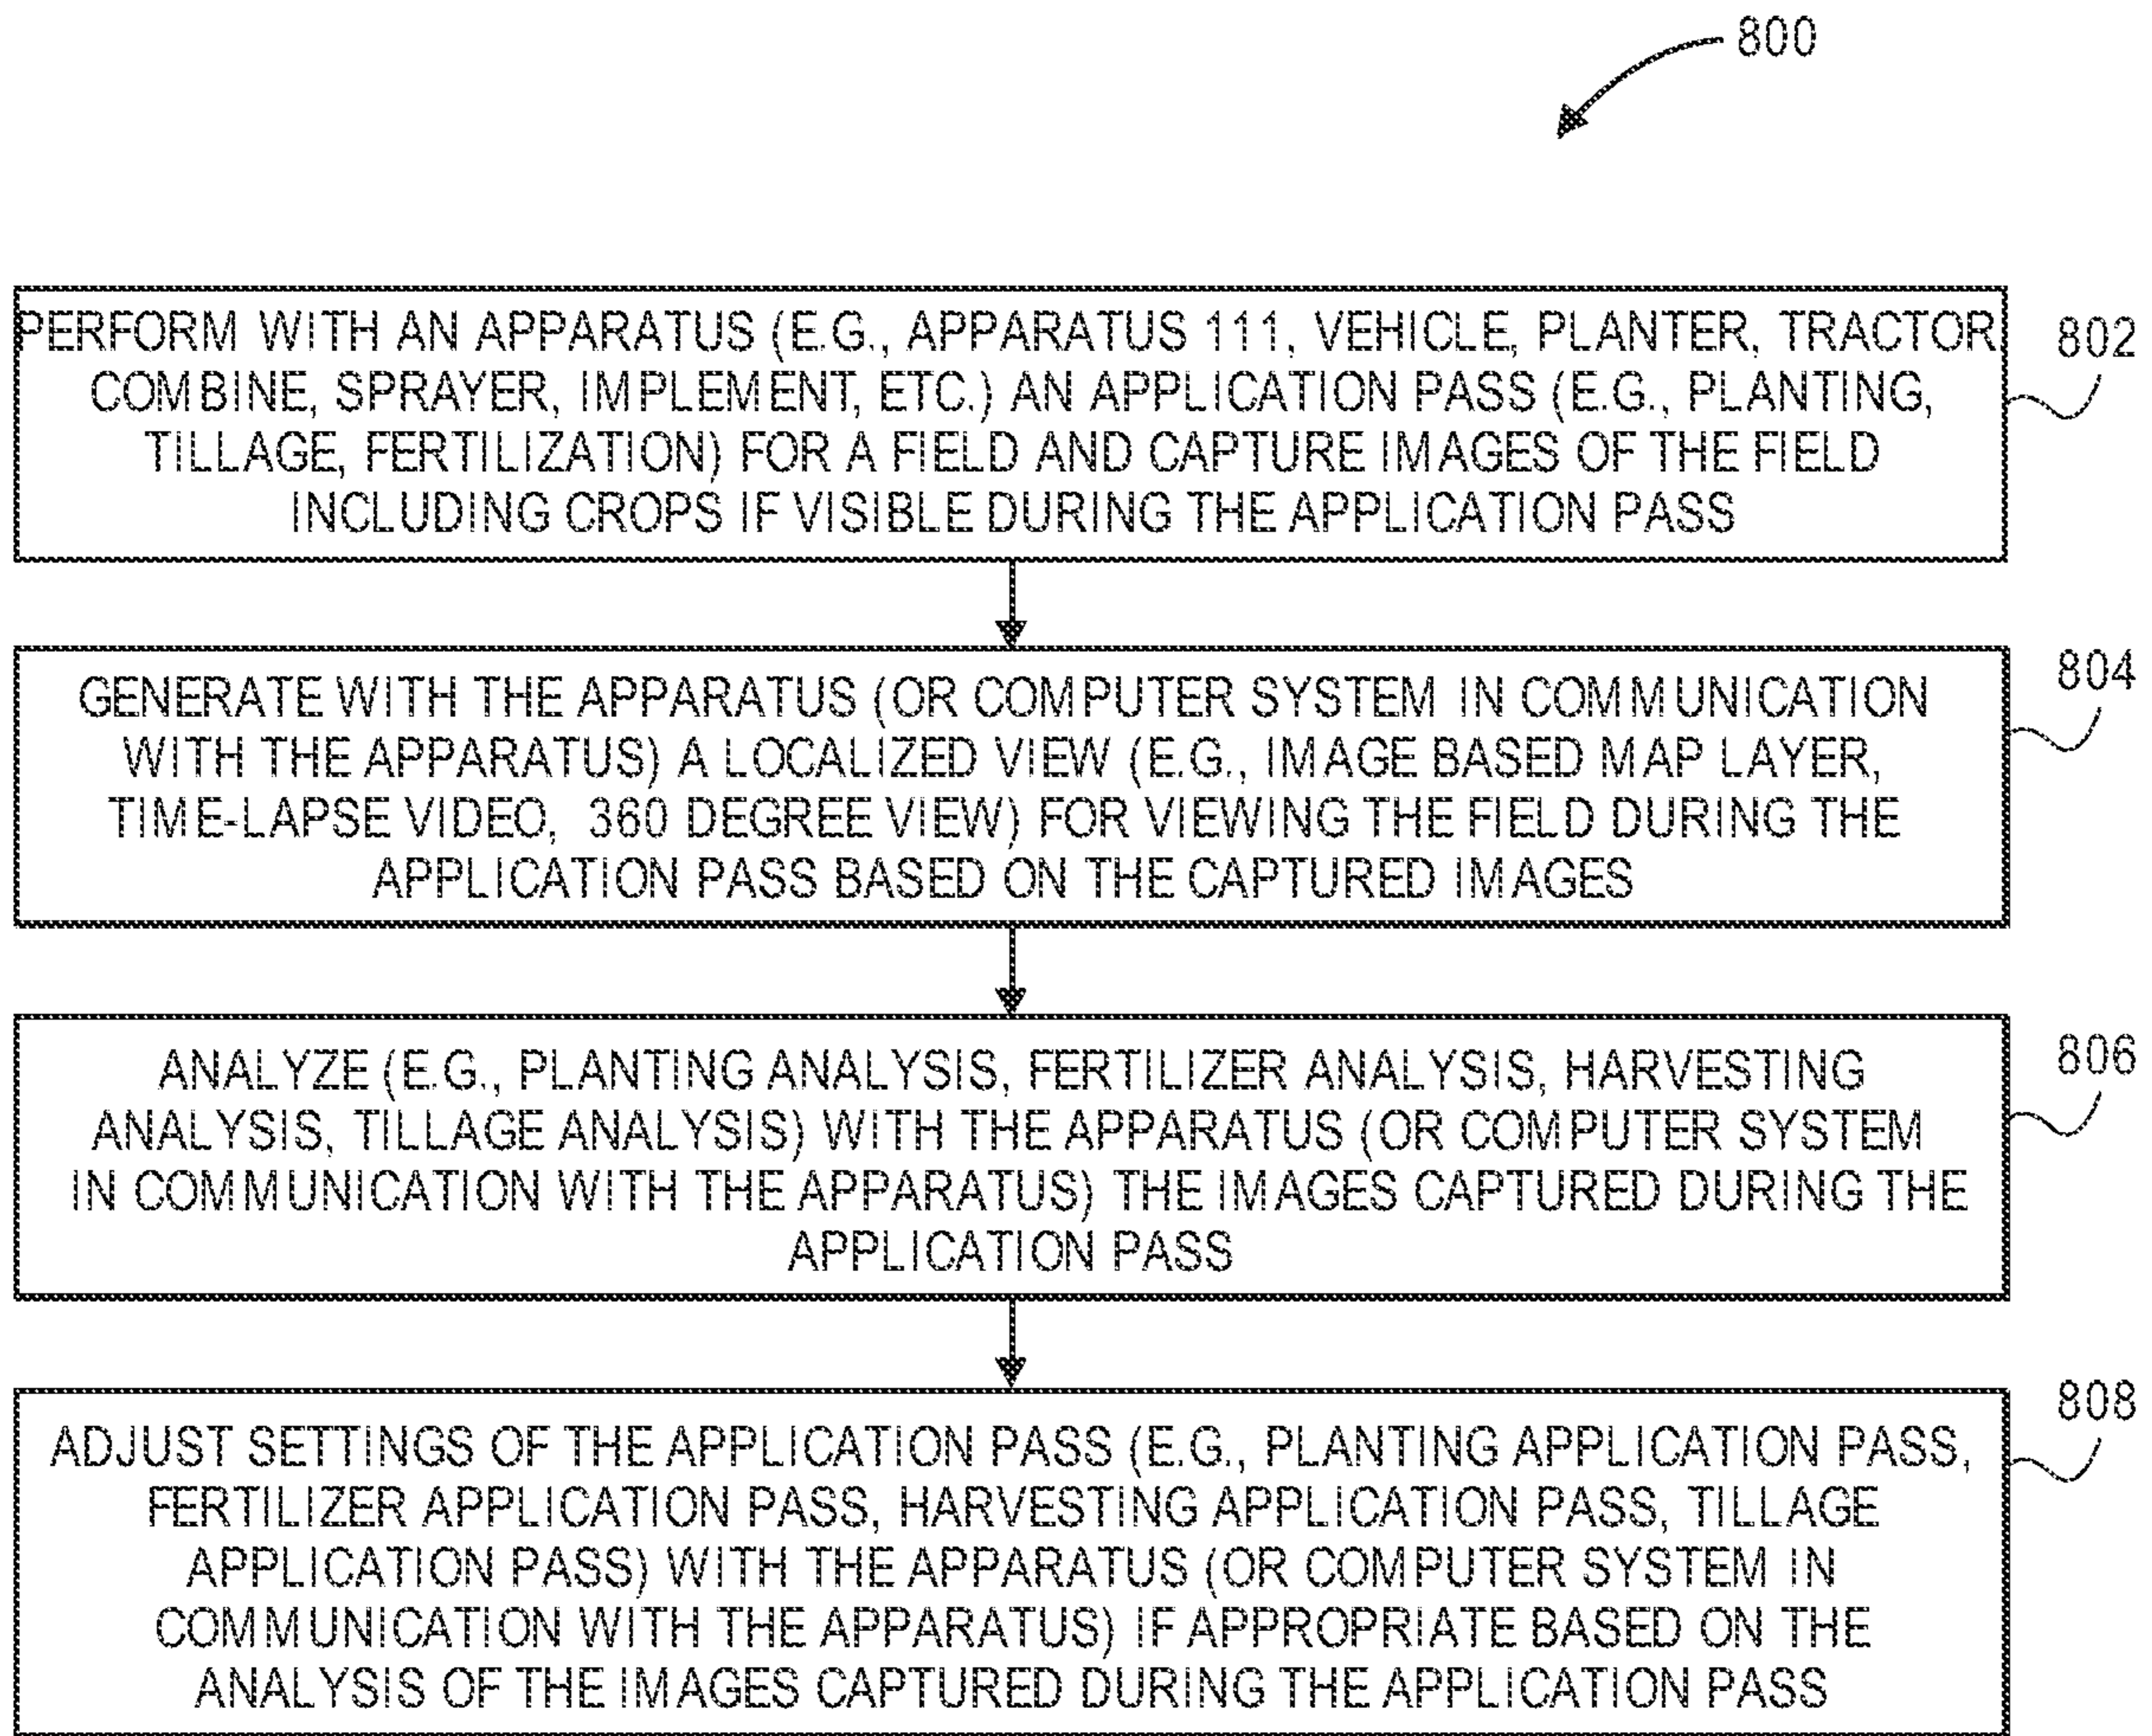 800
PERFORM WITH AN APPARATUS (E.G., APPARATUS 111, VEHICLE, PLANTER, TRACTOR
COMBINE, SPRAYER, IMPLEMENT, ETC.) AN APPLICATION PASS (E.G., PLANTING,
TILLAGE, FERTILIZATION) FOR A FIELD AND CAPTURE IMAGES OF THE FIELD
INCLUDING CROPS IF VISIBLE DURING THE APPLICATION PASS
802
GENERATE WITH THE APPARATUS (OR COMPUTER SYSTEM IN COMMUNICATION
WITH THE APPARATUS) A LOCALIZED VIEW (E.G., IMAGE BASED MAP LAYER,
TIME-LAPSE VIDEO, 360 DEGREE VIEW) FOR VIEWING THE FIELD DURING THE
APPLICATION PASS BASED ON THE CAPTURED IMAGES
804
ANALYZE (E.G., PLANTING ANALYSIS, FERTILIZER ANALYSIS, HARVESTING
ANALYSIS, TILLAGE ANALYSIS) WITH THE APPARATUS (OR COMPUTER SYSTEM
IN COMMUNICATION WITH THE APPARATUS) THE IMAGES CAPTURED DURING THE
APPLICATION PASS
806
ADJUST SETTINGS OF THE APPLICATION PASS (E.G., PLANTING APPLICATION PASS,
FERTILIZER APPLICATION PASS, HARVESTING APPLICATION PASS, TILLAGE
APPLICATION PASS) WITH THE APPARATUS (OR COMPUTER SYSTEM IN
COMMUNICATION WITH THE APPARATUS) IF APPROPRIATE BASED ON THE
ANALYSIS OF THE IMAGES CAPTURED DURING THE APPLICATION PASS
808